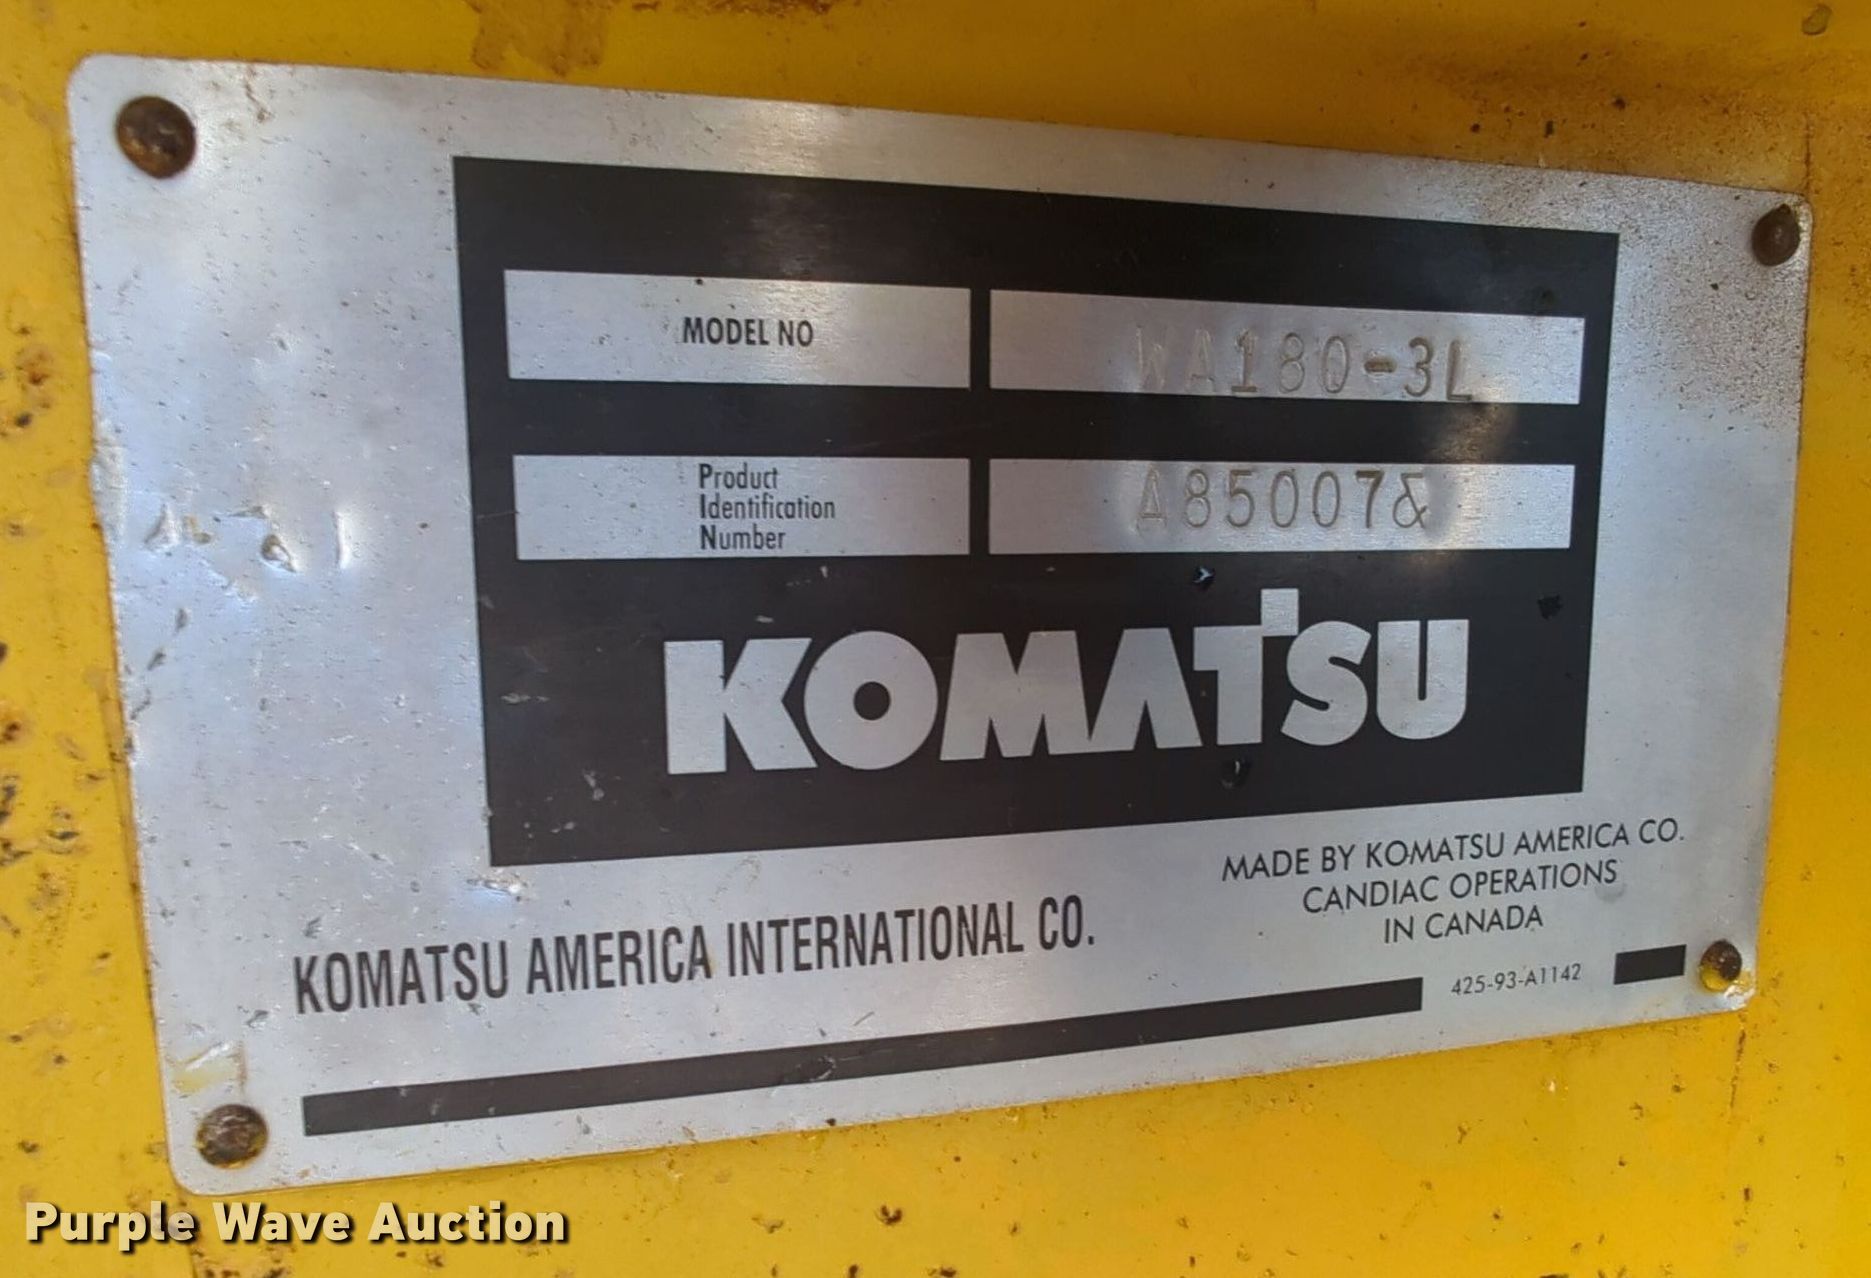 MODEL NO
WA180-3L
Product
Identification
Number
A850078
KOMATSU
MADE BY KOMATSU AMERICA CO.
CANDIAC OPERATIONS
IN CANADA
KOMATSU AMERICA INTERNATIONAL CO.
425-93-A1142
Purple Wave Auction